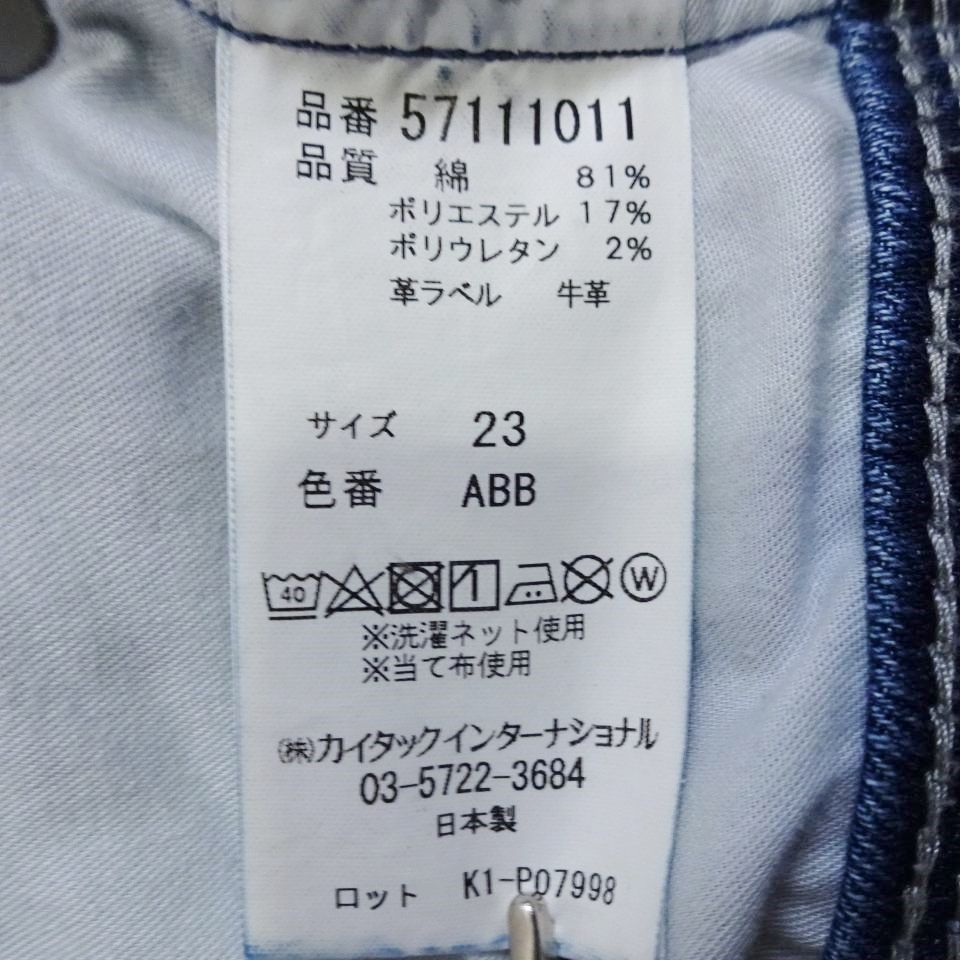 品番 57111011
品質 綿 81%
ポリエステル 17%
ポリウレタン 2%
革ラベル 牛革
サイズ 23
色番 ABB
40 W
※洗濯ネット使用
※当て布使用
㈱カイタックインターナショナル
03-5722-3684
日本製
ロット K1-P07998